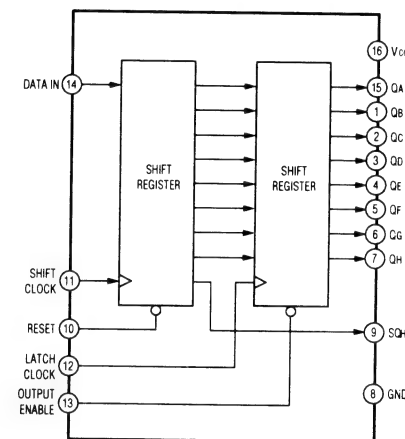 16 VCC
DATA IN 14
15 QA
1 QB
2 QC
3 QD
4 QE
5 QF
6 QG
7 QH
SHIFT
REGISTER
SHIFT
REGISTER
SHIFT
CLOCK
11
RESET 10
9 SQH
LATCH
CLOCK
12
OUTPUT
ENABLE
13
8 GND